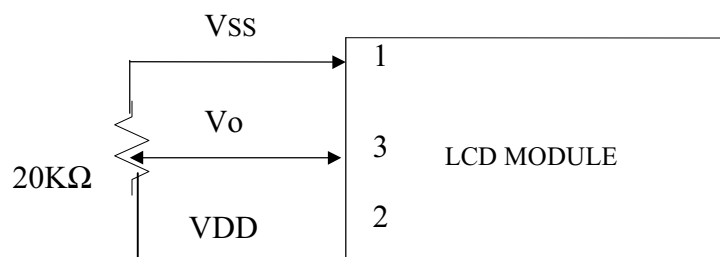 VSS
1
Vo
3
LCD MODULE
20KΩ
VDD
2